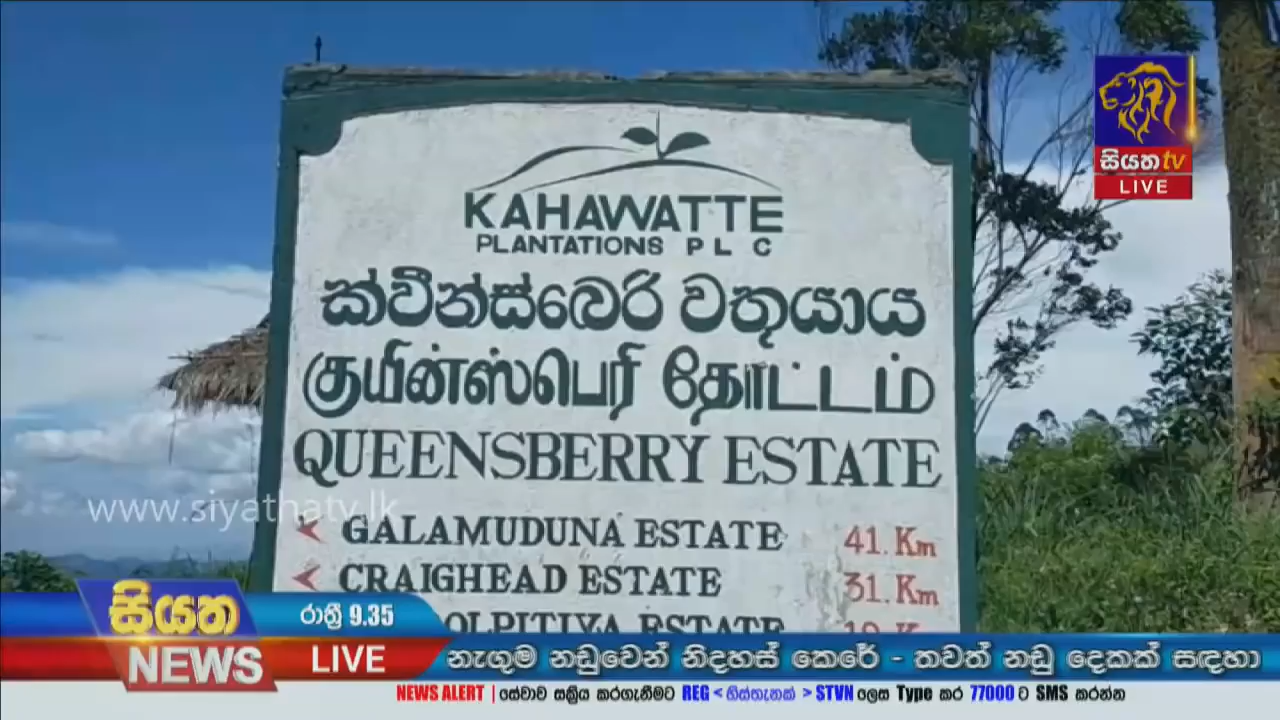 සියත tv
LIVE
KAHAWATTE
PLANTATIONS P L C
ක්වීන්ස්බෙරි වතුයාය
குயின்ஸ்பெரி தோட்டம்
QUEENSBERRY ESTATE
www.siyathatv.lk
GALAMUDUNA ESTATE 41. Km
CRAIGHEAD ESTATE 31. Km
ESTATE
සියත රාත්‍රී 9.35
NEWS LIVE
නැගුම නඩුවෙන් නිදහස් කෙරේ - තවත් නඩු දෙකක් සඳහා
NEWS ALERT | සේවාව සක්‍රිය කරගැනීමට REG < හිස්තැනක් > STVN ලෙස Type කර 77000 ට SMS කරන්න